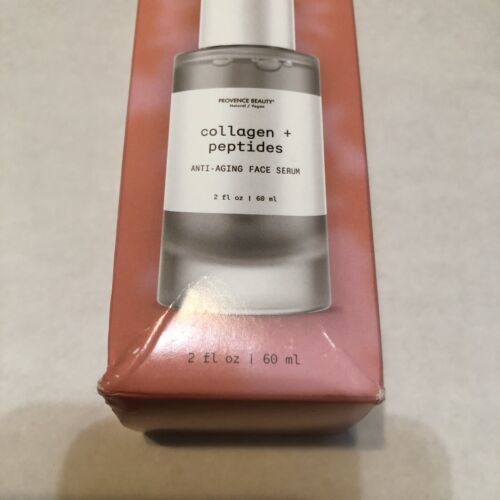 PROVENCE BEAUTY®
Natural / Vegan
collagen +
peptides
ANTI-AGING FACE SERUM
2 fl oz | 60 ml
2 fl oz | 60 ml